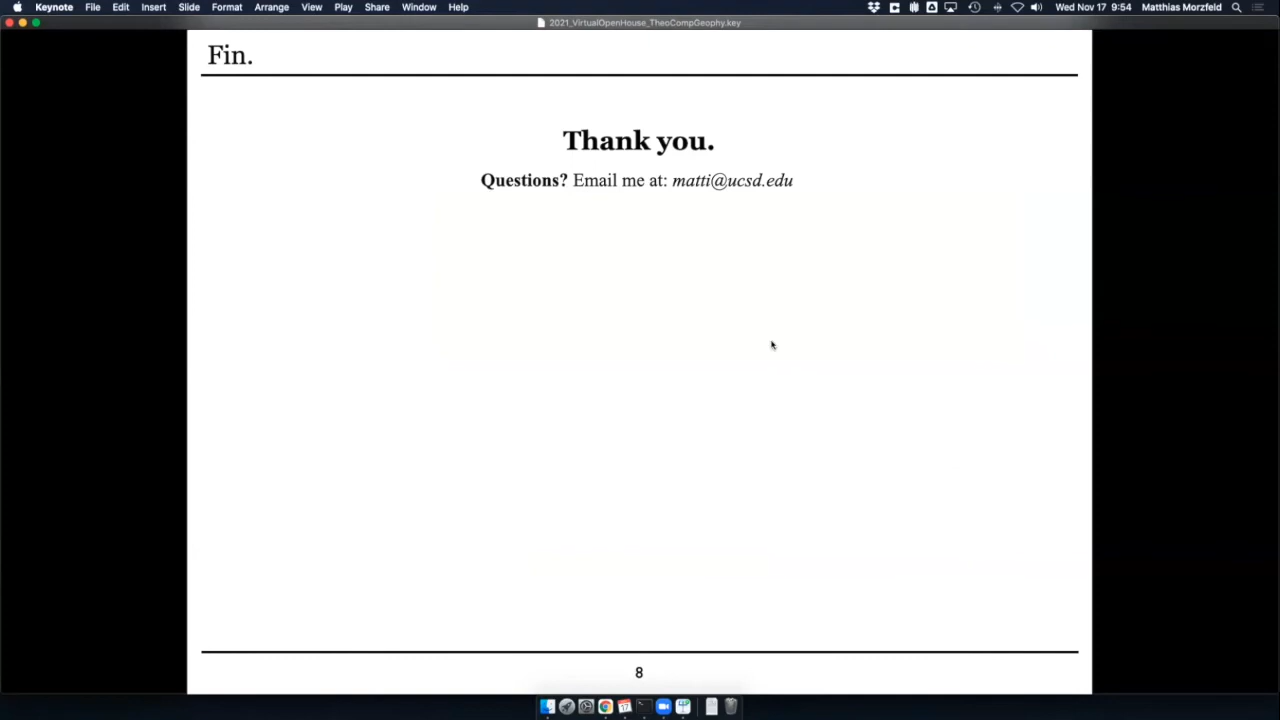 Keynote File Edit Insert Slide Format Arrange View Play Share Window Help Wed Nov 17 9:54 Matthias Morzfeld
2021_VirtualOpenHouse_TheoCompGeophy.key
Fin.
Thank you.
Questions? Email me at: matti@ucsd.edu
8
17